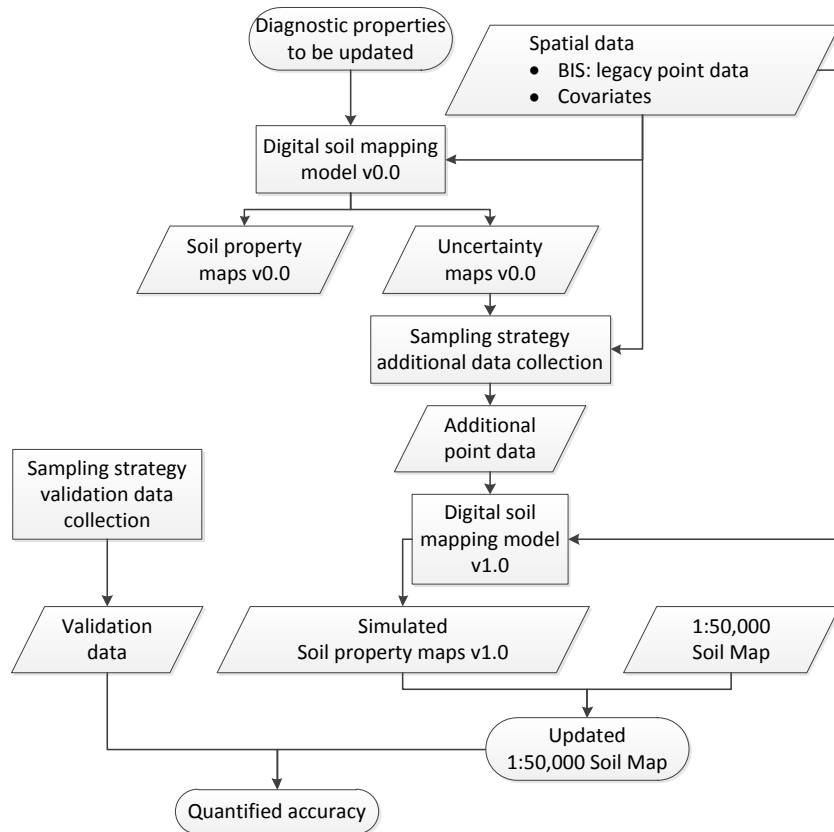 Diagnostic properties
to be updated
Spatial data
● BIS: legacy point data
● Covariates
Digital soil mapping
model v0.0
Soil property
maps v0.0
Uncertainty
maps v0.0
Sampling strategy
additional data collection
Additional
point data
Sampling strategy
validation data
collection
Digital soil
mapping model
v1.0
Validation
data
Simulated
Soil property maps v1.0
1:50,000
Soil Map
Updated
1:50,000 Soil Map
Quantified accuracy